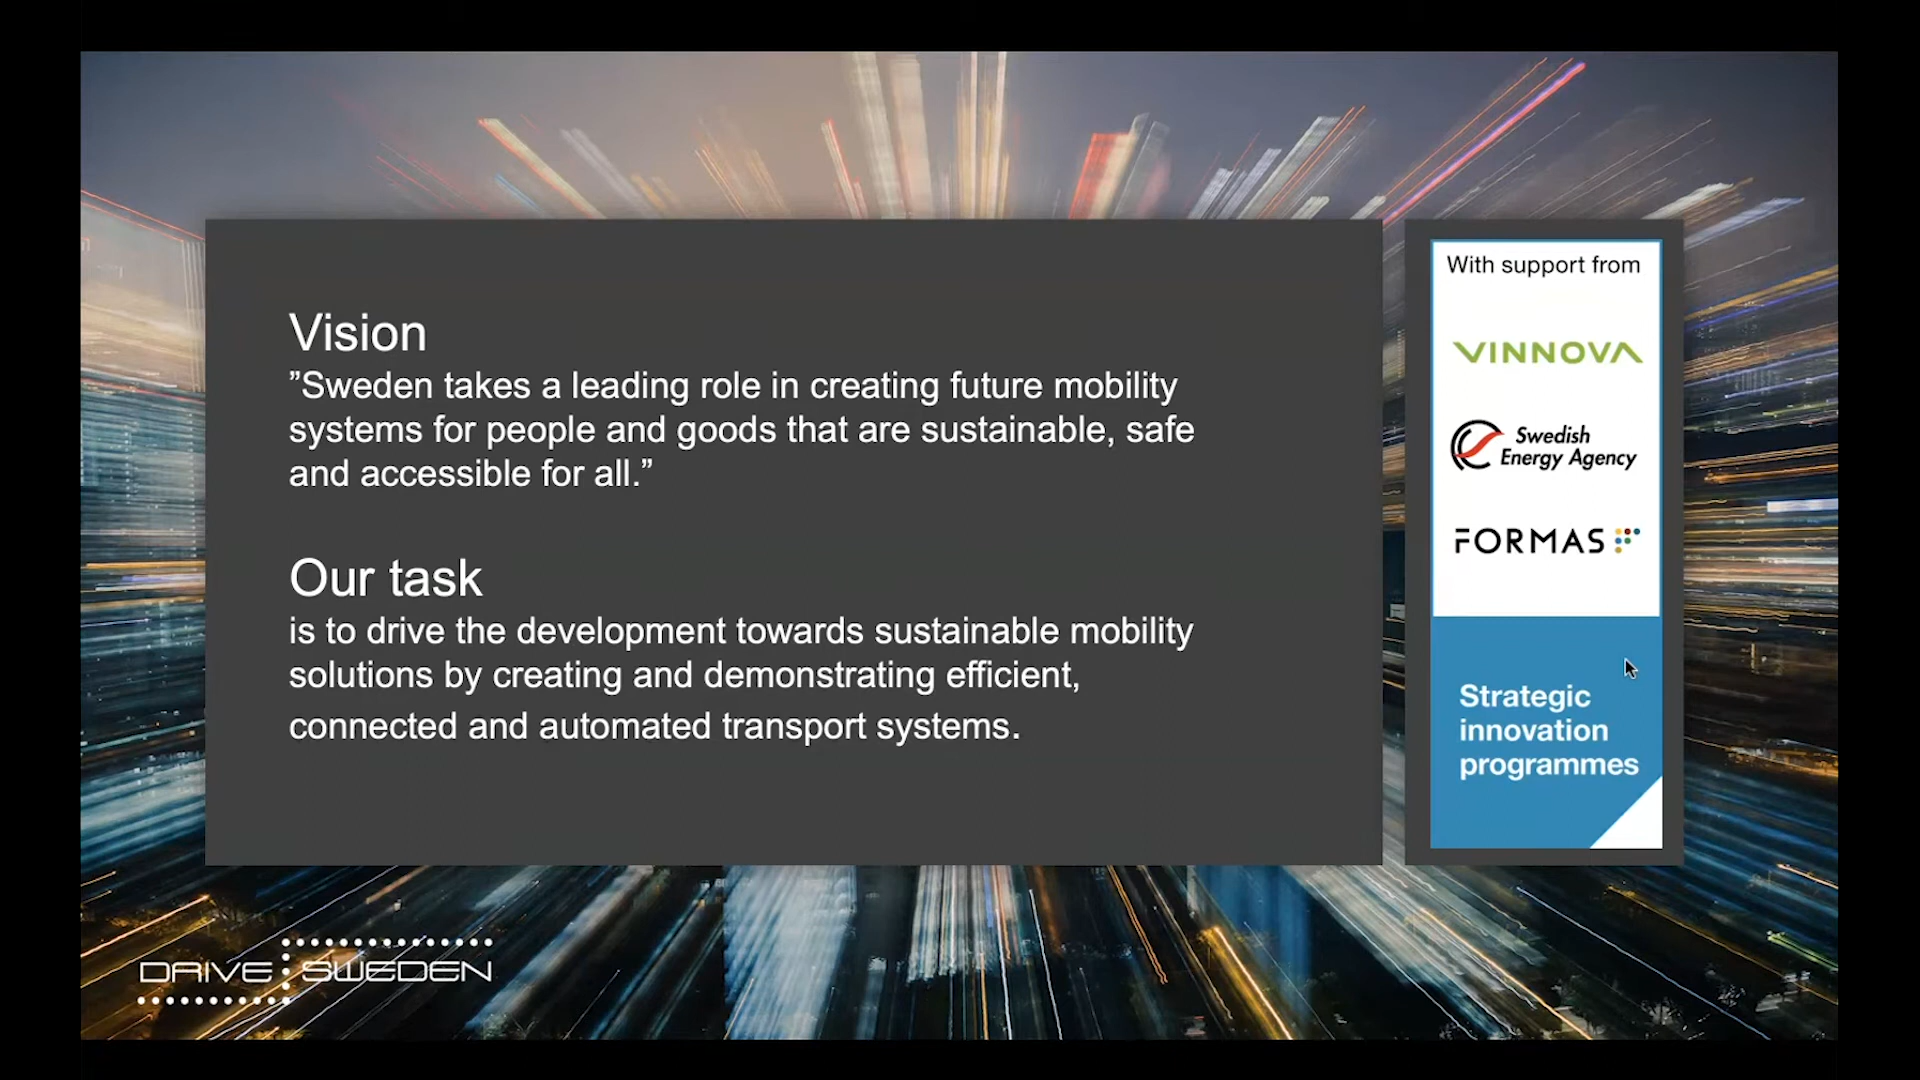 Vision
”Sweden takes a leading role in creating future mobility
systems for people and goods that are sustainable, safe
and accessible for all.”
Our task
is to drive the development towards sustainable mobility
solutions by creating and demonstrating efficient,
connected and automated transport systems.
With support from
VINNOVA
Swedish
Energy Agency
FORMAS
Strategic
innovation
programmes
DRIVE SWEDEN